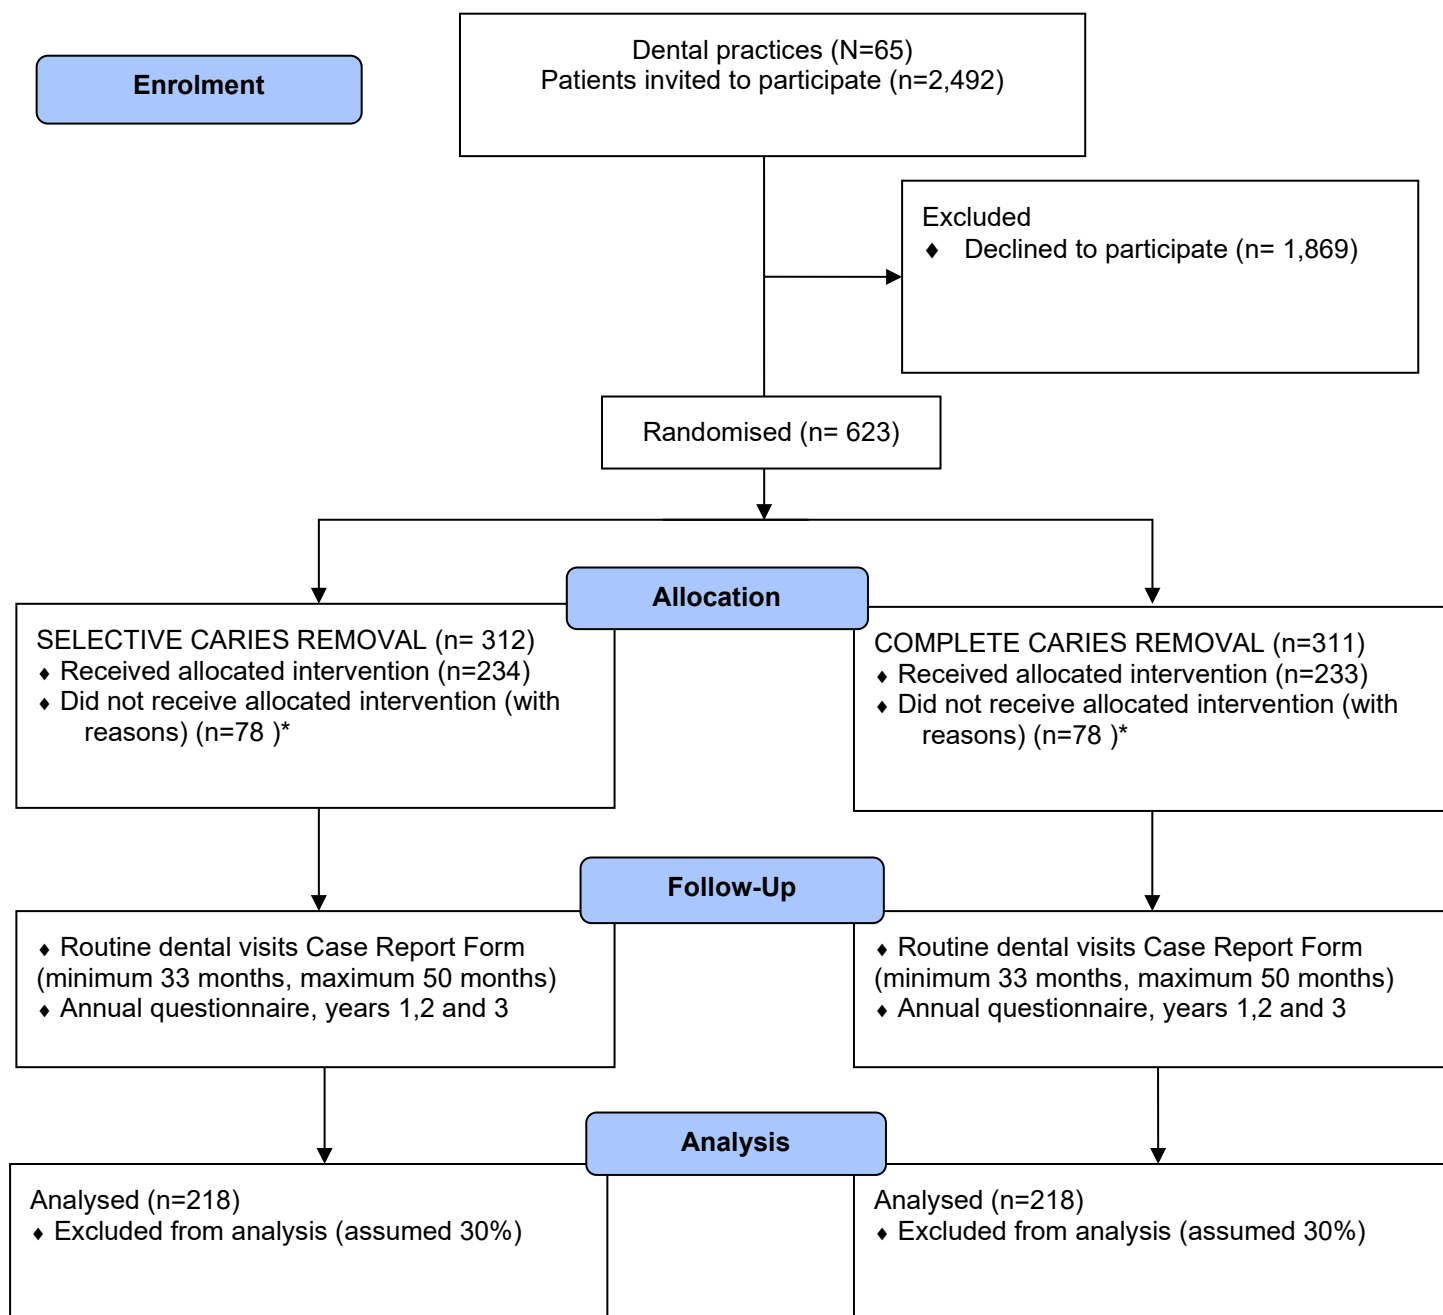 Enrolment
Dental practices (N=65)
Patients invited to participate (n=2,492)
Excluded
♦ Declined to participate (n= 1,869)
Randomised (n= 623)
Allocation
SELECTIVE CARIES REMOVAL (n= 312)
♦ Received allocated intervention (n=234)
♦ Did not receive allocated intervention (with
reasons) (n=78 )*
COMPLETE CARIES REMOVAL (n=311)
♦ Received allocated intervention (n=233)
♦ Did not receive allocated intervention (with
reasons) (n=78 )*
Follow-Up
♦ Routine dental visits Case Report Form
(minimum 33 months, maximum 50 months)
♦ Annual questionnaire, years 1,2 and 3
♦ Routine dental visits Case Report Form
(minimum 33 months, maximum 50 months)
♦ Annual questionnaire, years 1,2 and 3
Analysis
Analysed (n=218)
♦ Excluded from analysis (assumed 30%)
Analysed (n=218)
♦ Excluded from analysis (assumed 30%)